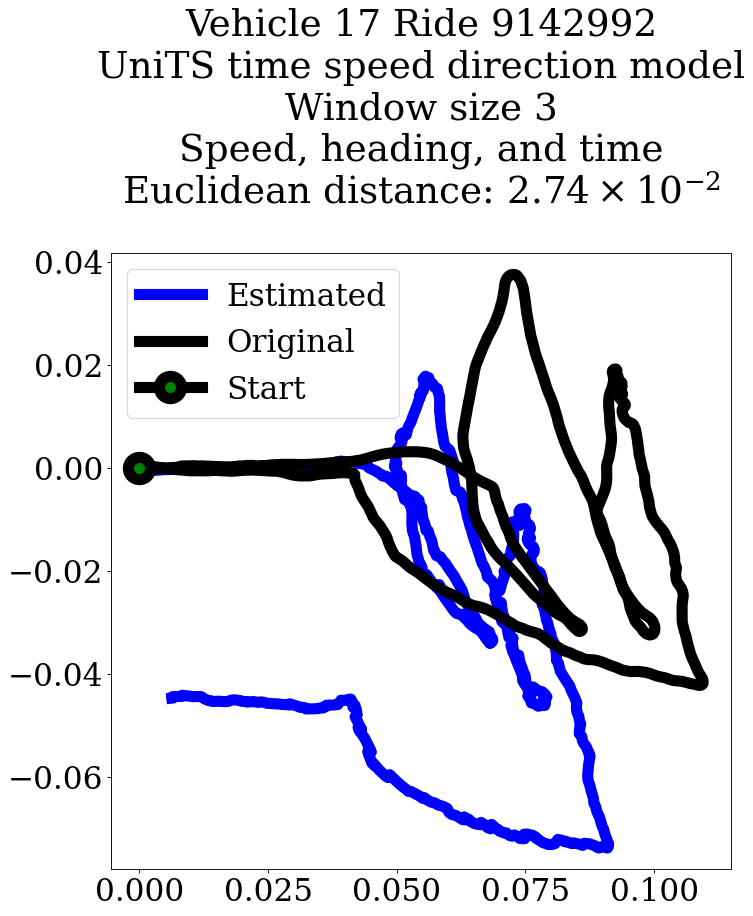 Vehicle 17 Ride 9142992
UniTS time speed direction model
Window size 3
Speed, heading, and time
Euclidean distance: 2.74 × 10⁻²
0.04
0.02
0.00
−0.02
−0.04
−0.06
Estimated
Original
Start
0.000 0.025 0.050 0.075 0.100